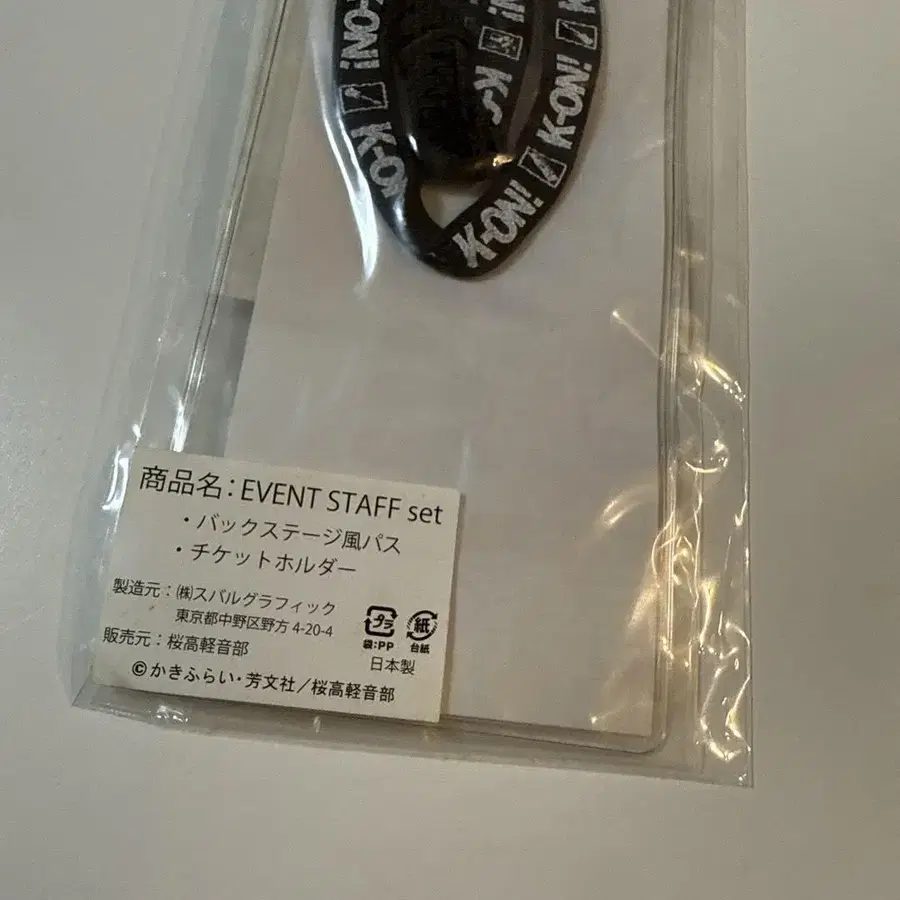 K-ON!
K-ON!
K-ON!
K-ON!
商品名：EVENT STAFF set
・バックステージ風パス
・チケットホルダー
製造元：㈱スバルグラフィック
東京都中野区野方 4-20-4
販売元：桜高軽音部
プラ
袋：PP
紙
台紙
日本製
©かきふらい・芳文社／桜高軽音部